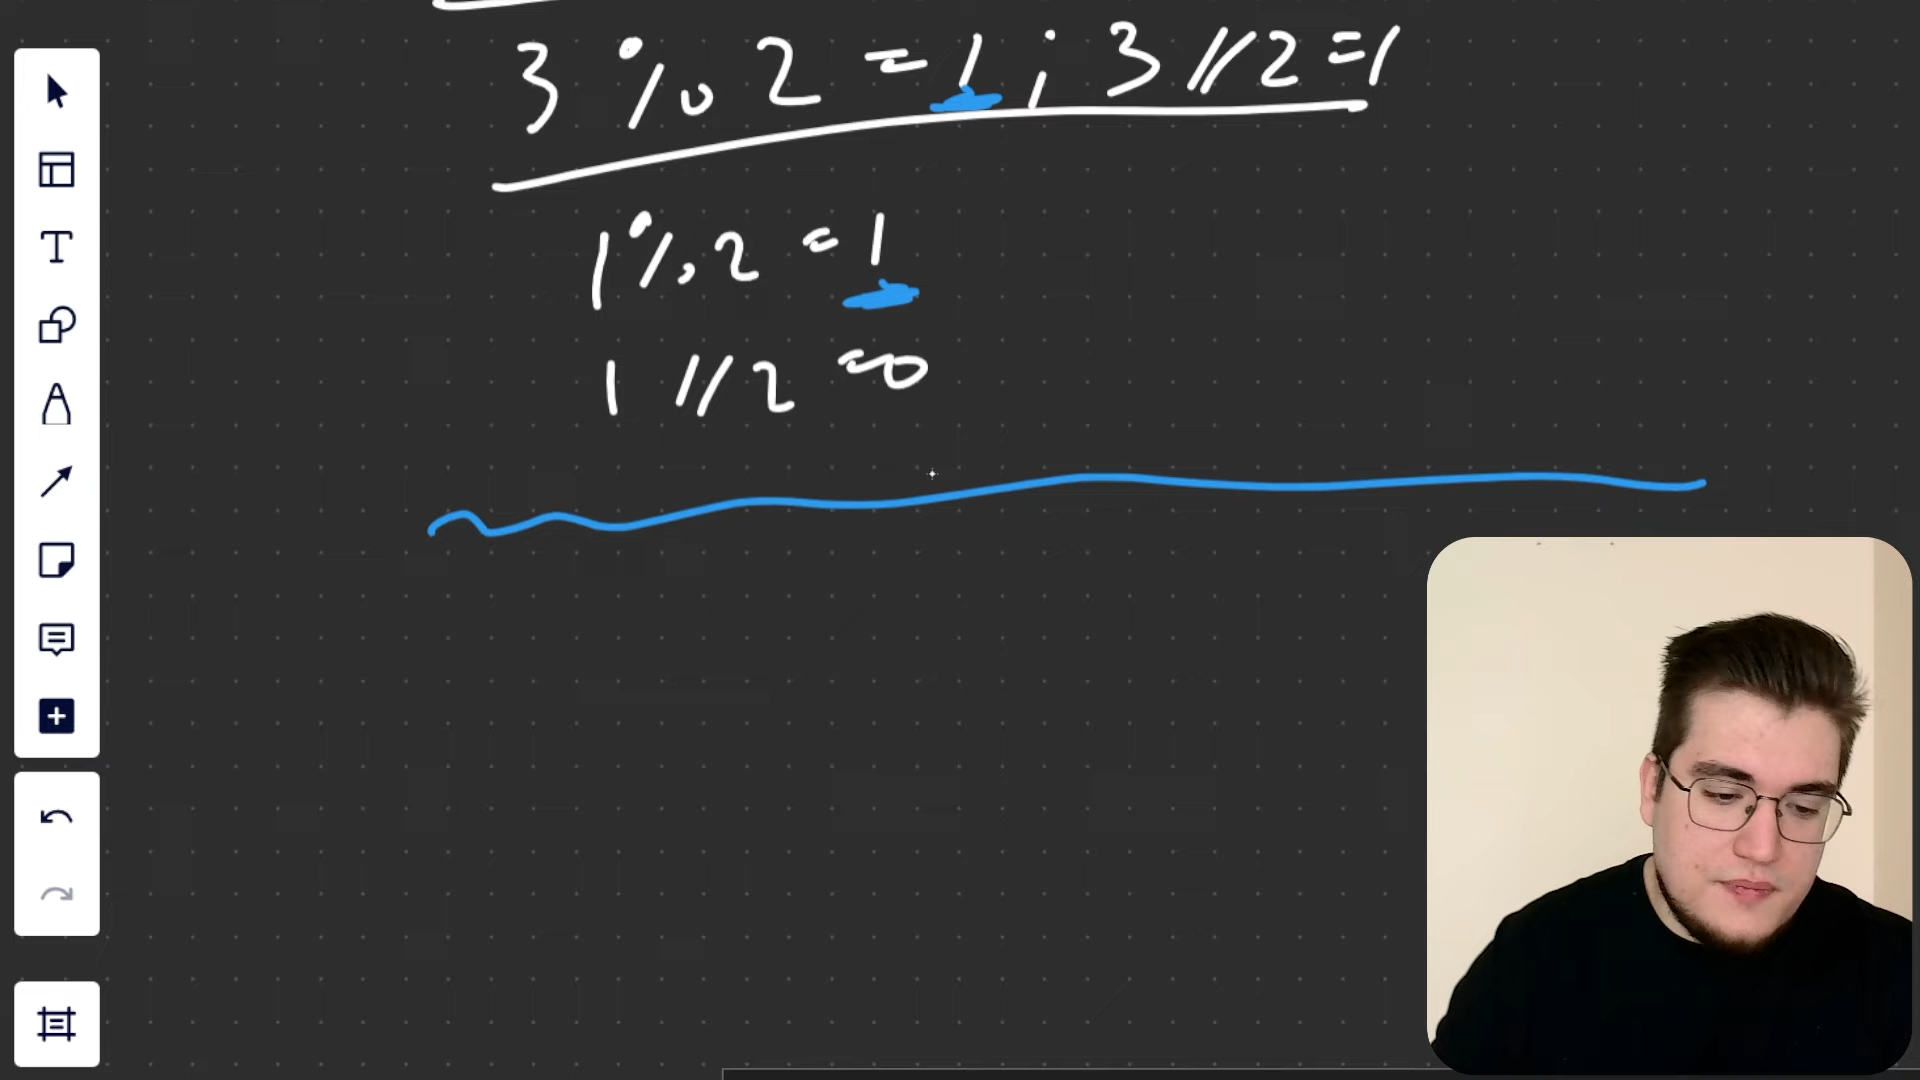 3 % 2 = 1 ; 3 // 2 = 1
1 % 2 = 1
1 // 2 = 0